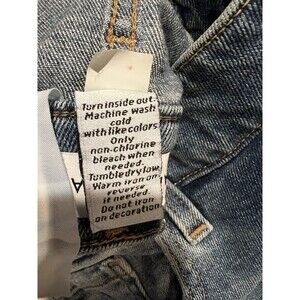 Turn inside out.
Machine wash
cold
with like colors
Only
non-chlorine
bleach when
needed.
Tumble dry low.
Warm iron on
reverse
if needed.
Do not iron
on decoration
A